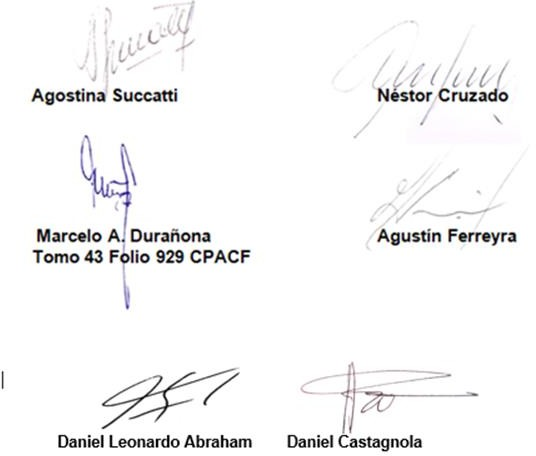 Agostina Succatti
Néstor Cruzado
Marcelo A. Durañona
Tomo 43 Folio 929 CPACF
Agustín Ferreyra
Daniel Leonardo Abraham
Daniel Castagnola